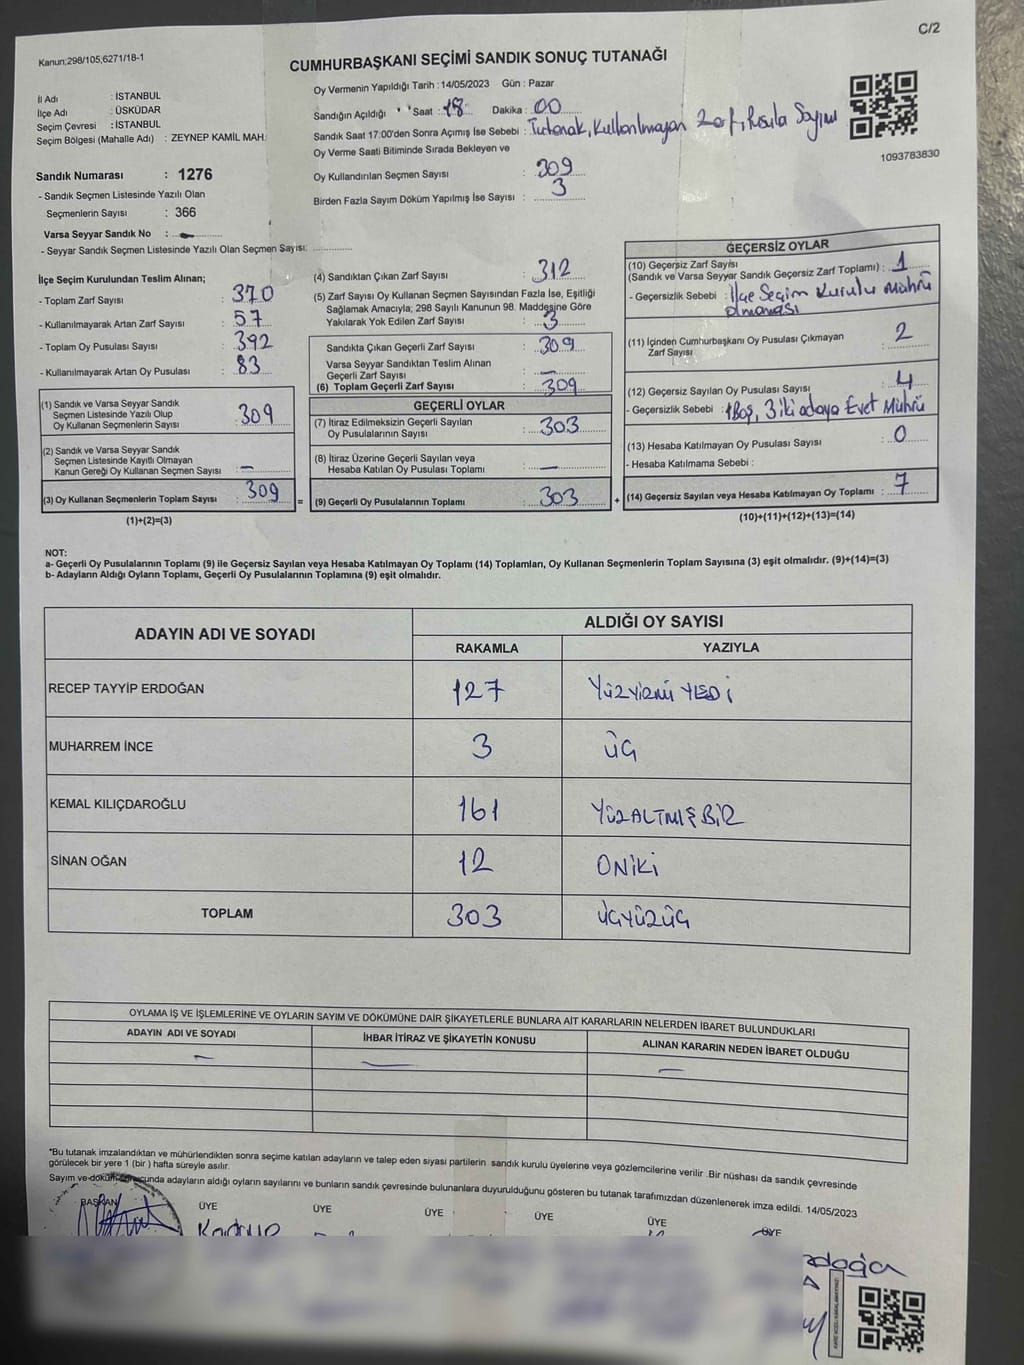 C/2
Kanun;298/105,6271/18-1
CUMHURBAŞKANI SEÇİMİ SANDIK SONUÇ TUTANAĞI
İl Adı : İSTANBUL
İlçe Adı : ÜSKÜDAR
Seçim Çevresi : İSTANBUL
Seçim Bölgesi (Mahalle Adı) : ZEYNEP KAMİL MAH.
Sandık Numarası : 1276
- Sandık Seçmen Listesinde Yazılı Olan
Seçmenlerin Sayısı : 366
Varsa Seyyar Sandık No : -
- Seyyar Sandık Seçmen Listesinde Yazılı Olan Seçmen Sayısı:
Oy Vermenin Yapıldığı Tarih : 14/05/2023 Gün : Pazar
Sandığın Açıldığı Saat : 18 Dakika : 00
Sandık Saat 17:00'den Sonra Açımış İse Sebebi : Tutanak, Kullanılmayan Zarf, Pusula Sayımı
Oy Verme Saati Bitiminde Sırada Bekleyen ve
Oy Kullandırılan Seçmen Sayısı : 309
Birden Fazla Sayım Döküm Yapılmış İse Sayısı : 3
1093783830
İlçe Seçim Kurulundan Teslim Alınan;
- Toplam Zarf Sayısı : 370
- Kullanılmayarak Artan Zarf Sayısı : 57
- Toplam Oy Pusulası Sayısı : 392
- Kullanılmayarak Artan Oy Pusulası : 83
(1) Sandık ve Varsa Seyyar Sandık
Seçmen Listesinde Yazılı Olup
Oy Kullanan Seçmenlerin Sayısı : 309
(2) Sandık ve Varsa Seyyar Sandık
Seçmen Listesinde Kayıtlı Olmayan
Kanun Gereği Oy Kullanan Seçmen Sayısı : -
(3) Oy Kullanan Seçmenlerin Toplam Sayısı : 309 =
(1)+(2)=(3)
(4) Sandıktan Çıkan Zarf Sayısı : 312
(5) Zarf Sayısı Oy Kullanan Seçmen Sayısından Fazla İse, Eşitliği
Sağlamak Amacıyla; 298 Sayılı Kanunun 98. Maddesine Göre
Yakılarak Yok Edilen Zarf Sayısı : 3
Sandıkta Çıkan Geçerli Zarf Sayısı : 309
Varsa Seyyar Sandıktan Teslim Alınan
Geçerli Zarf Sayısı : -
(6) Toplam Geçerli Zarf Sayısı : 309
GEÇERLİ OYLAR
(7) İtiraz Edilmeksizin Geçerli Sayılan
Oy Pusulalarının Sayısı : 303
(8) İtiraz Üzerine Geçerli Sayılan veya
Hesaba Katılan Oy Pusulası Toplamı : -
(9) Geçerli Oy Pusulalarının Toplamı : 303 +
GEÇERSİZ OYLAR
(10) Geçersiz Zarf Sayısı
(Sandık ve Varsa Seyyar Sandık Geçersiz Zarf Toplamı) : 1
- Geçersizlik Sebebi : İlçe Seçim Kurulu Mührü
olmaması
(11) İçinden Cumhurbaşkanı Oy Pusulası Çıkmayan
Zarf Sayısı : 2
(12) Geçersiz Sayılan Oy Pusulası Sayısı : 4
- Geçersizlik Sebebi : 1 Boş, 3 iki adaya Evet Mührü
(13) Hesaba Katılmayan Oy Pusulası Sayısı : 0
- Hesaba Katılmama Sebebi :
(14) Geçersiz Sayılan veya Hesaba Katılmayan Oy Toplamı : 7
(10)+(11)+(12)+(13)=(14)
NOT:
a- Geçerli Oy Pusulalarının Toplamı (9) ile Geçersiz Sayılan veya Hesaba Katılmayan Oy Toplamı (14) Toplamları, Oy Kullanan Seçmenlerin Toplam Sayısına (3) eşit olmalıdır. (9)+(14)=(3)
b- Adayların Aldığı Oyların Toplamı, Geçerli Oy Pusulalarının Toplamına (9) eşit olmalıdır.
ADAYIN ADI VE SOYADI ALDIĞI OY SAYISI
RAKAMLA YAZIYLA
RECEP TAYYİP ERDOĞAN 127 YüzYİRMİ YEDİ
MUHARREM İNCE 3 ÜÇ
KEMAL KILIÇDAROĞLU 161 YÜZALTMIŞBİR
SİNAN OĞAN 12 ONİKİ
TOPLAM 303 ÜÇYÜZÜÇ
OYLAMA İŞ VE İŞLEMLERİNE VE OYLARIN SAYIM VE DÖKÜMÜNE DAİR ŞİKAYETLERLE BUNLARA AİT KARARLARIN NELERDEN İBARET BULUNDUKLARI
ADAYIN ADI VE SOYADI İHBAR İTİRAZ VE ŞİKAYETİN KONUSU ALINAN KARARIN NEDEN İBARET OLDUĞU
- - -
*Bu tutanak imzalandıktan ve mühürlendikten sonra seçime katılan adayların ve talep eden siyasi partilerin sandık kurulu üyelerine veya gözlemcilerine verilir .Bir nüshası da sandık çevresinde
görülecek bir yere 1 (bir ) hafta süreyle asılır.
Sayım ve döküm sonucunda adayların aldığı oyların sayılarını ve bunların sandık çevresinde bulunanlara duyurulduğunu gösteren bu tutanak tarafımızdan düzenlenerek imza edildi. 14/05/2023
BAŞKAN ÜYE ÜYE ÜYE ÜYE ÜYE ÜYE